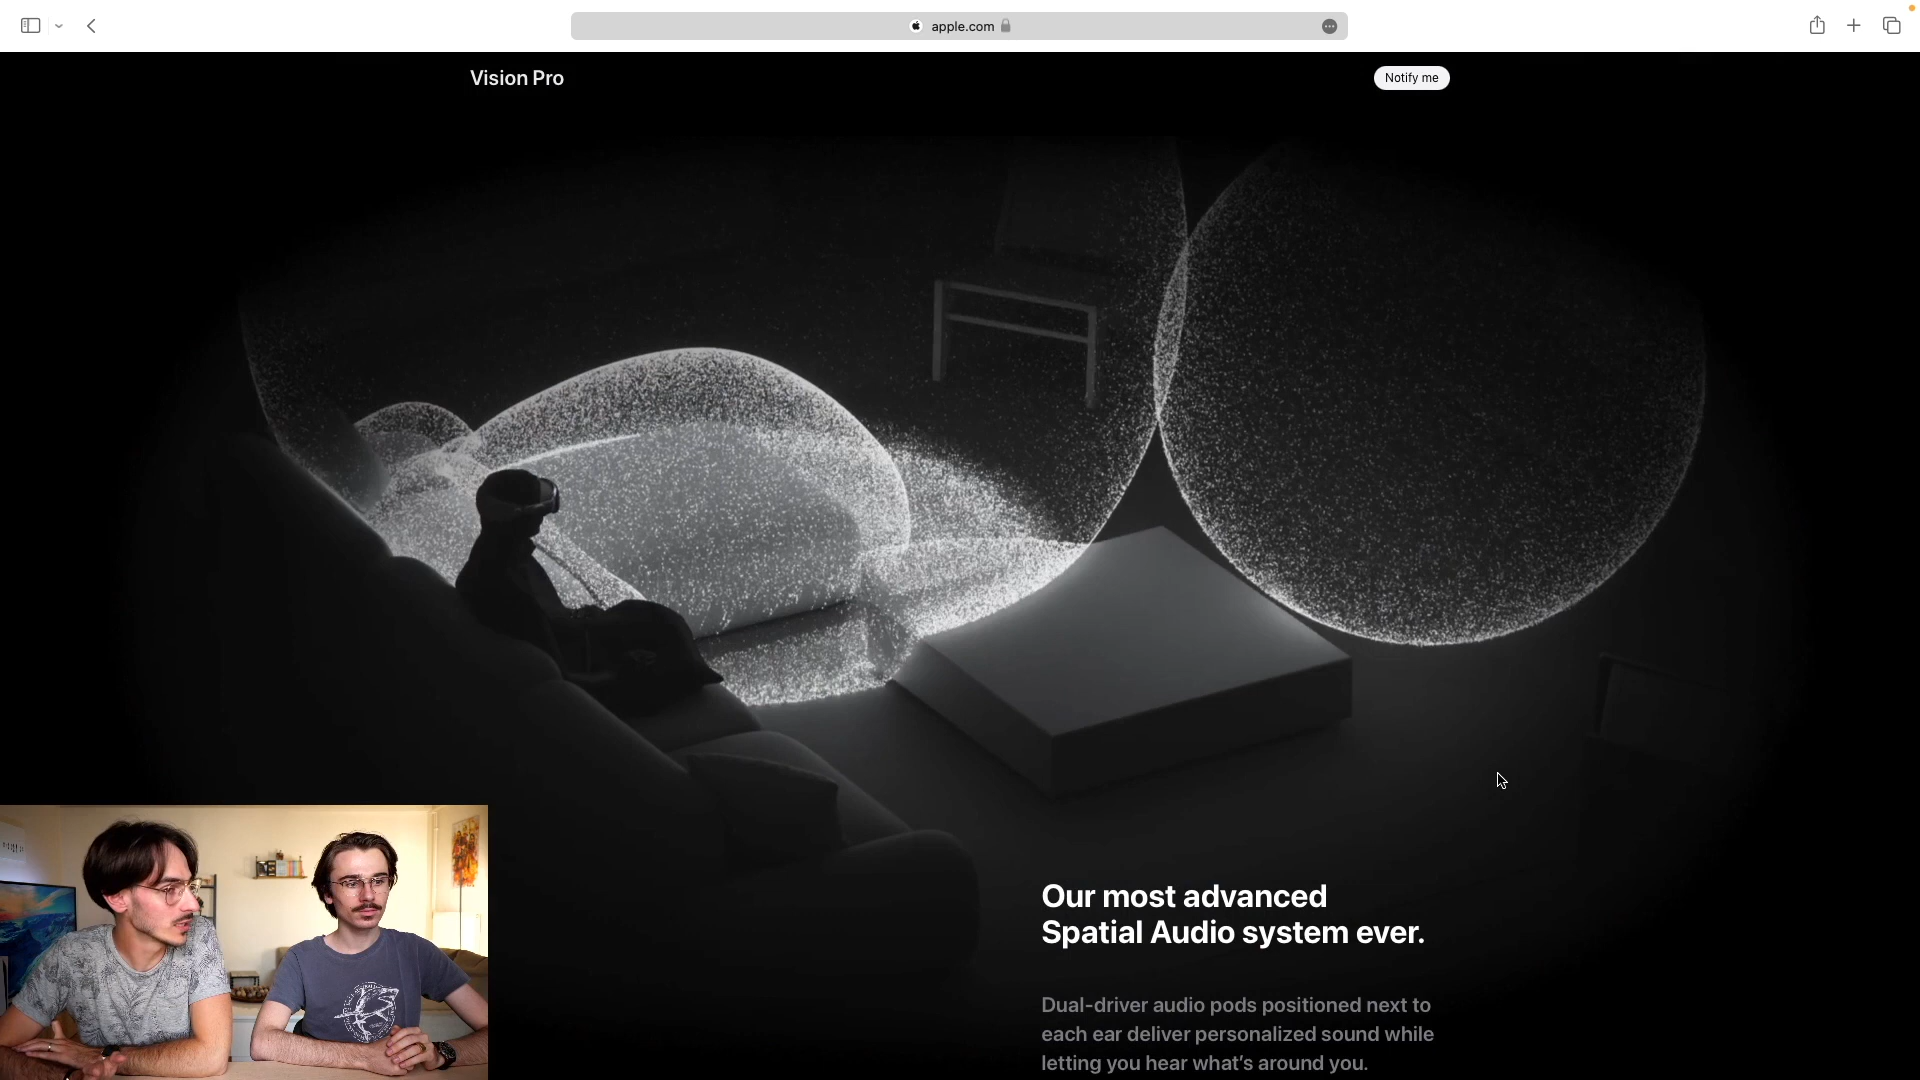 apple.com
Vision Pro
Notify me
Our most advanced
Spatial Audio system ever.
Dual-driver audio pods positioned next to
each ear deliver personalized sound while
letting you hear what's around you.